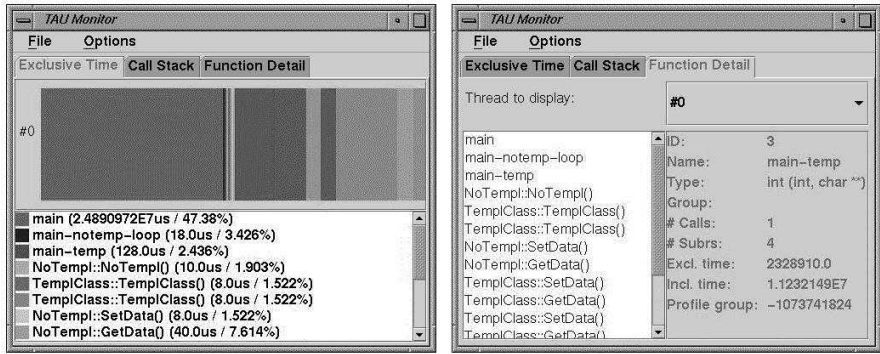 TAU Monitor
File Options
Exclusive Time Call Stack Function Detail
#0
main (2.4890972E7us / 47.38%)
main-notemp-loop (18.0us / 3.426%)
main-temp (128.0us / 2.436%)
NoTempl::NoTempl() (10.0us / 1.903%)
TemplClass::TemplClass() (8.0us / 1.522%)
TemplClass::TemplClass() (8.0us / 1.522%)
NoTempl::SetData() (8.0us / 1.522%)
NoTempl::GetData() (40.0us / 7.614%)
TAU Monitor
File Options
Exclusive Time Call Stack Function Detail
Thread to display: #0
main
main-notemp-loop
main-temp
NoTempl::NoTempl()
TemplClass::TemplClass()
TemplClass::TemplClass()
NoTempl::SetData()
NoTempl::GetData()
TemplClass::SetData()
TemplClass::GetData()
TemplClass::SetData()
TemplClass::GetData()
ID: 3
Name: main-temp
Type: int (int, char **)
Group:
# Calls: 1
# Subrs: 4
Excl. time: 2328910.0
Incl. time: 1.1232149E7
Profile group: -1073741824